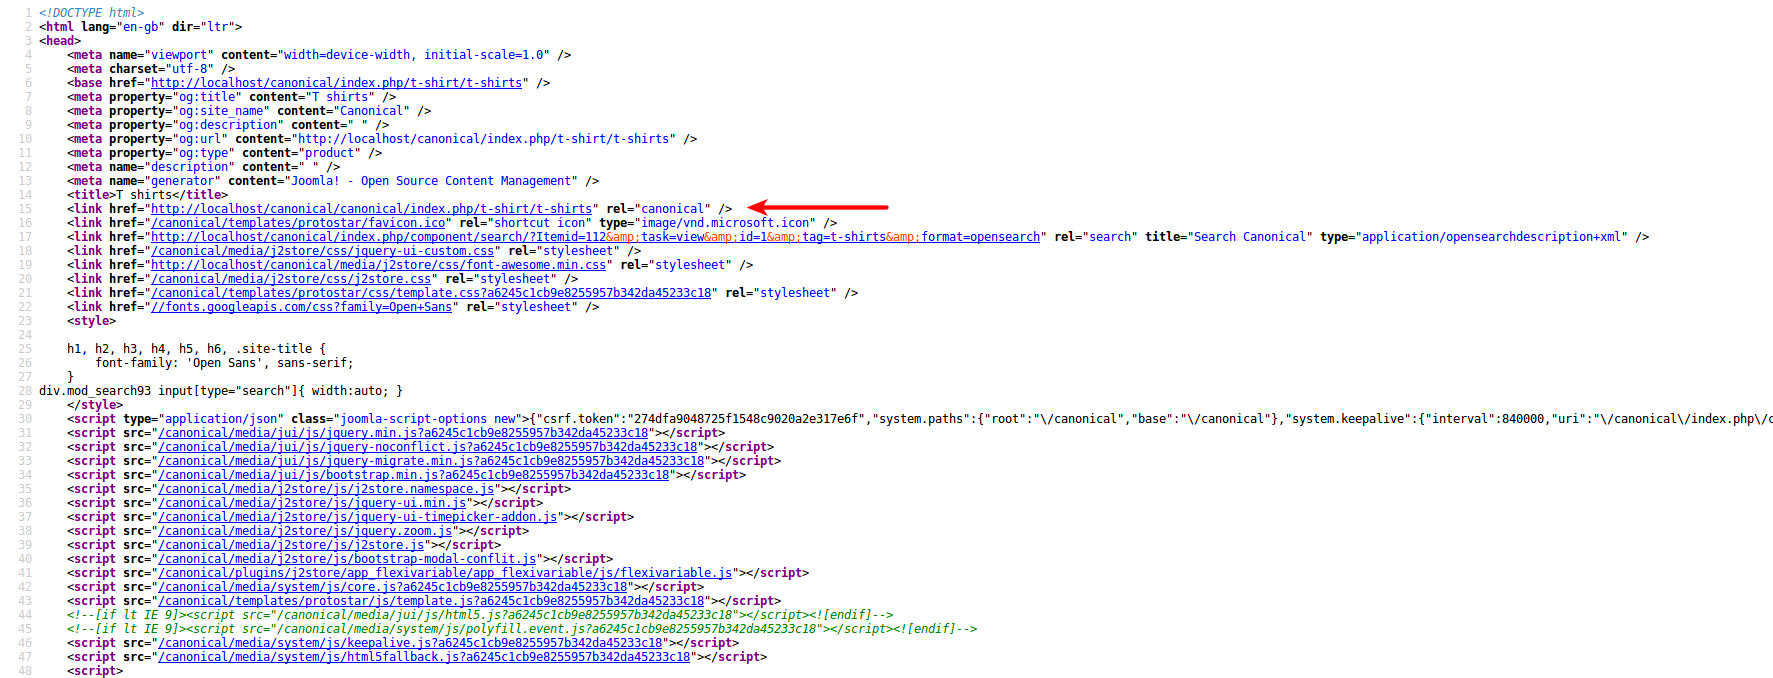 1 <!DOCTYPE html>
2 <html lang="en-gb" dir="ltr">
3 <head>
4 <meta name="viewport" content="width=device-width, initial-scale=1.0" />
5 <meta charset="utf-8" />
6 <base href="http://localhost/canonical/index.php/t-shirt/t-shirts" />
7 <meta property="og:title" content="T shirts" />
8 <meta property="og:site_name" content="Canonical" />
9 <meta property="og:description" content=" " />
10 <meta property="og:url" content="http://localhost/canonical/index.php/t-shirt/t-shirts" />
11 <meta property="og:type" content="product" />
12 <meta name="description" content=" " />
13 <meta name="generator" content="Joomla! - Open Source Content Management" />
14 <title>T shirts</title>
15 <link href="http://localhost/canonical/canonical/index.php/t-shirt/t-shirts" rel="canonical" />
16 <link href="/canonical/templates/protostar/favicon.ico" rel="shortcut icon" type="image/vnd.microsoft.icon" />
17 <link href="http://localhost/canonical/index.php/component/search/?Itemid=112&amp;task=view&amp;id=1&amp;tag=t-shirts&amp;format=opensearch" rel="search" title="Search Canonical" type="application/opensearchdescription+xml" />
18 <link href="/canonical/media/j2store/css/jquery-ui-custom.css" rel="stylesheet" />
19 <link href="http://localhost/canonical/media/j2store/css/font-awesome.min.css" rel="stylesheet" />
20 <link href="/canonical/media/j2store/css/j2store.css" rel="stylesheet" />
21 <link href="/canonical/templates/protostar/css/template.css?a6245c1cb9e8255957b342da45233c18" rel="stylesheet" />
22 <link href="//fonts.googleapis.com/css?family=Open+Sans" rel="stylesheet" />
23 <style>
24
25 h1, h2, h3, h4, h5, h6, .site-title {
26 font-family: 'Open Sans', sans-serif;
27 }
28 div.mod_search93 input[type="search"]{ width:auto; }
29 </style>
30 <script type="application/json" class="joomla-script-options new">{"csrf.token":"274dfa9048725f1548c9020a2e317e6f","system.paths":{"root":"\/canonical","base":"\/canonical"},"system.keepalive":{"interval":840000,"uri":"\/canonical\/index.php\/c
31 <script src="/canonical/media/jui/js/jquery.min.js?a6245c1cb9e8255957b342da45233c18"></script>
32 <script src="/canonical/media/jui/js/jquery-noconflict.js?a6245c1cb9e8255957b342da45233c18"></script>
33 <script src="/canonical/media/jui/js/jquery-migrate.min.js?a6245c1cb9e8255957b342da45233c18"></script>
34 <script src="/canonical/media/jui/js/bootstrap.min.js?a6245c1cb9e8255957b342da45233c18"></script>
35 <script src="/canonical/media/j2store/js/j2store.namespace.js"></script>
36 <script src="/canonical/media/j2store/js/jquery-ui.min.js"></script>
37 <script src="/canonical/media/j2store/js/jquery-ui-timepicker-addon.js"></script>
38 <script src="/canonical/media/j2store/js/jquery.zoom.js"></script>
39 <script src="/canonical/media/j2store/js/j2store.js"></script>
40 <script src="/canonical/media/j2store/js/bootstrap-modal-conflit.js"></script>
41 <script src="/canonical/plugins/j2store/app_flexivariable/app_flexivariable/js/flexivariable.js"></script>
42 <script src="/canonical/media/system/js/core.js?a6245c1cb9e8255957b342da45233c18"></script>
43 <script src="/canonical/templates/protostar/js/template.js?a6245c1cb9e8255957b342da45233c18"></script>
44 <!--[if lt IE 9]><script src="/canonical/media/jui/js/html5.js?a6245c1cb9e8255957b342da45233c18"></script><![endif]-->
45 <!--[if lt IE 9]><script src="/canonical/media/system/js/polyfill.event.js?a6245c1cb9e8255957b342da45233c18"></script><![endif]-->
46 <script src="/canonical/media/system/js/keepalive.js?a6245c1cb9e8255957b342da45233c18"></script>
47 <script src="/canonical/media/system/js/html5fallback.js?a6245c1cb9e8255957b342da45233c18"></script>
48 <script>